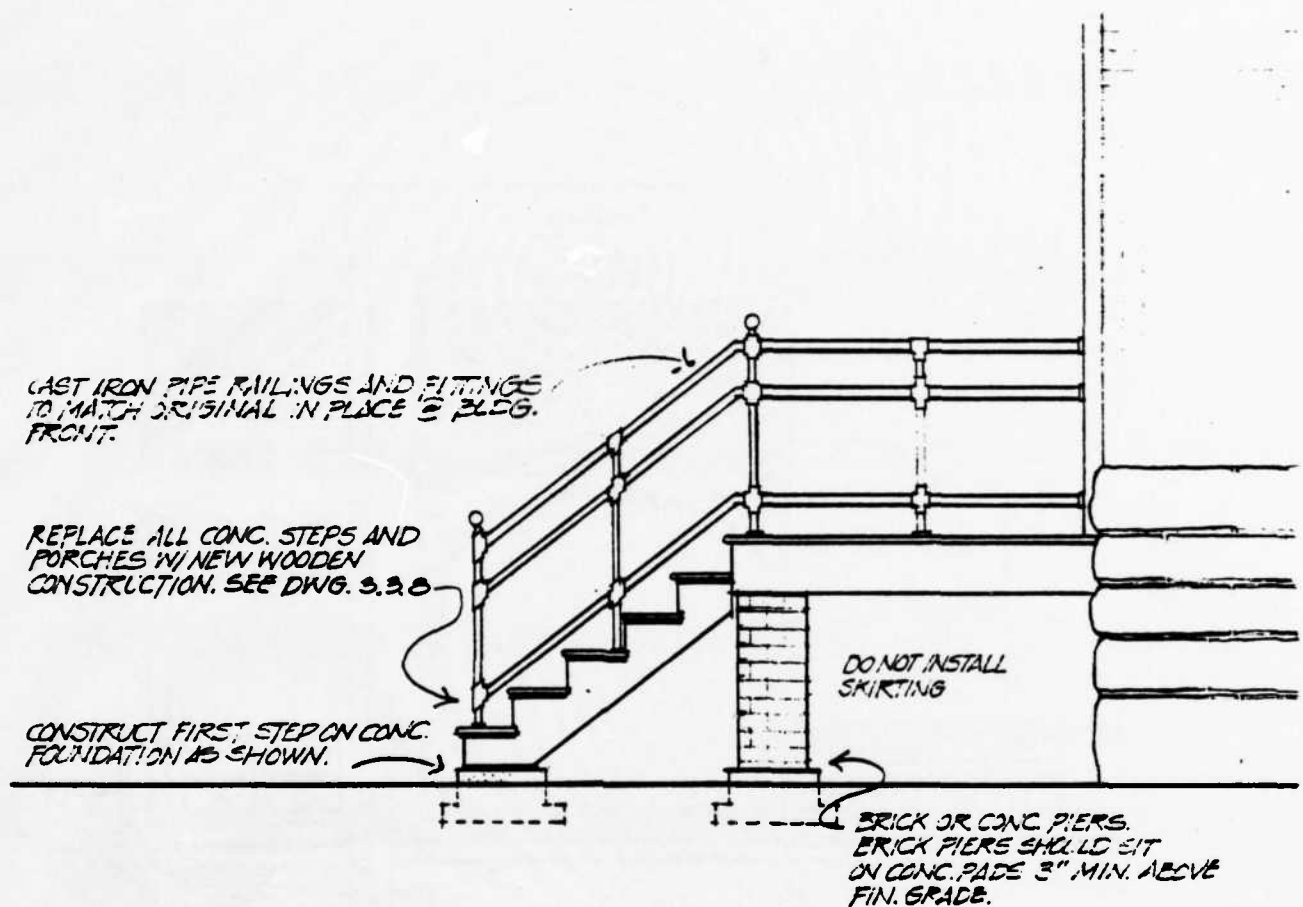 CAST IRON PIPE RAILINGS AND FITTINGS
TO MATCH ORIGINAL IN PLACE @ BLDG.
FRONT.
REPLACE ALL CONC. STEPS AND
PORCHES W/ NEW WOODEN
CONSTRUCTION. SEE DWG. 3.3.8
DO NOT INSTALL
SKIRTING
CONSTRUCT FIRST STEP ON CONC.
FOUNDATION AS SHOWN.
BRICK OR CONC. PIERS.
BRICK PIERS SHOULD SIT
ON CONC. PADS 3" MIN. ABOVE
FIN. GRADE.